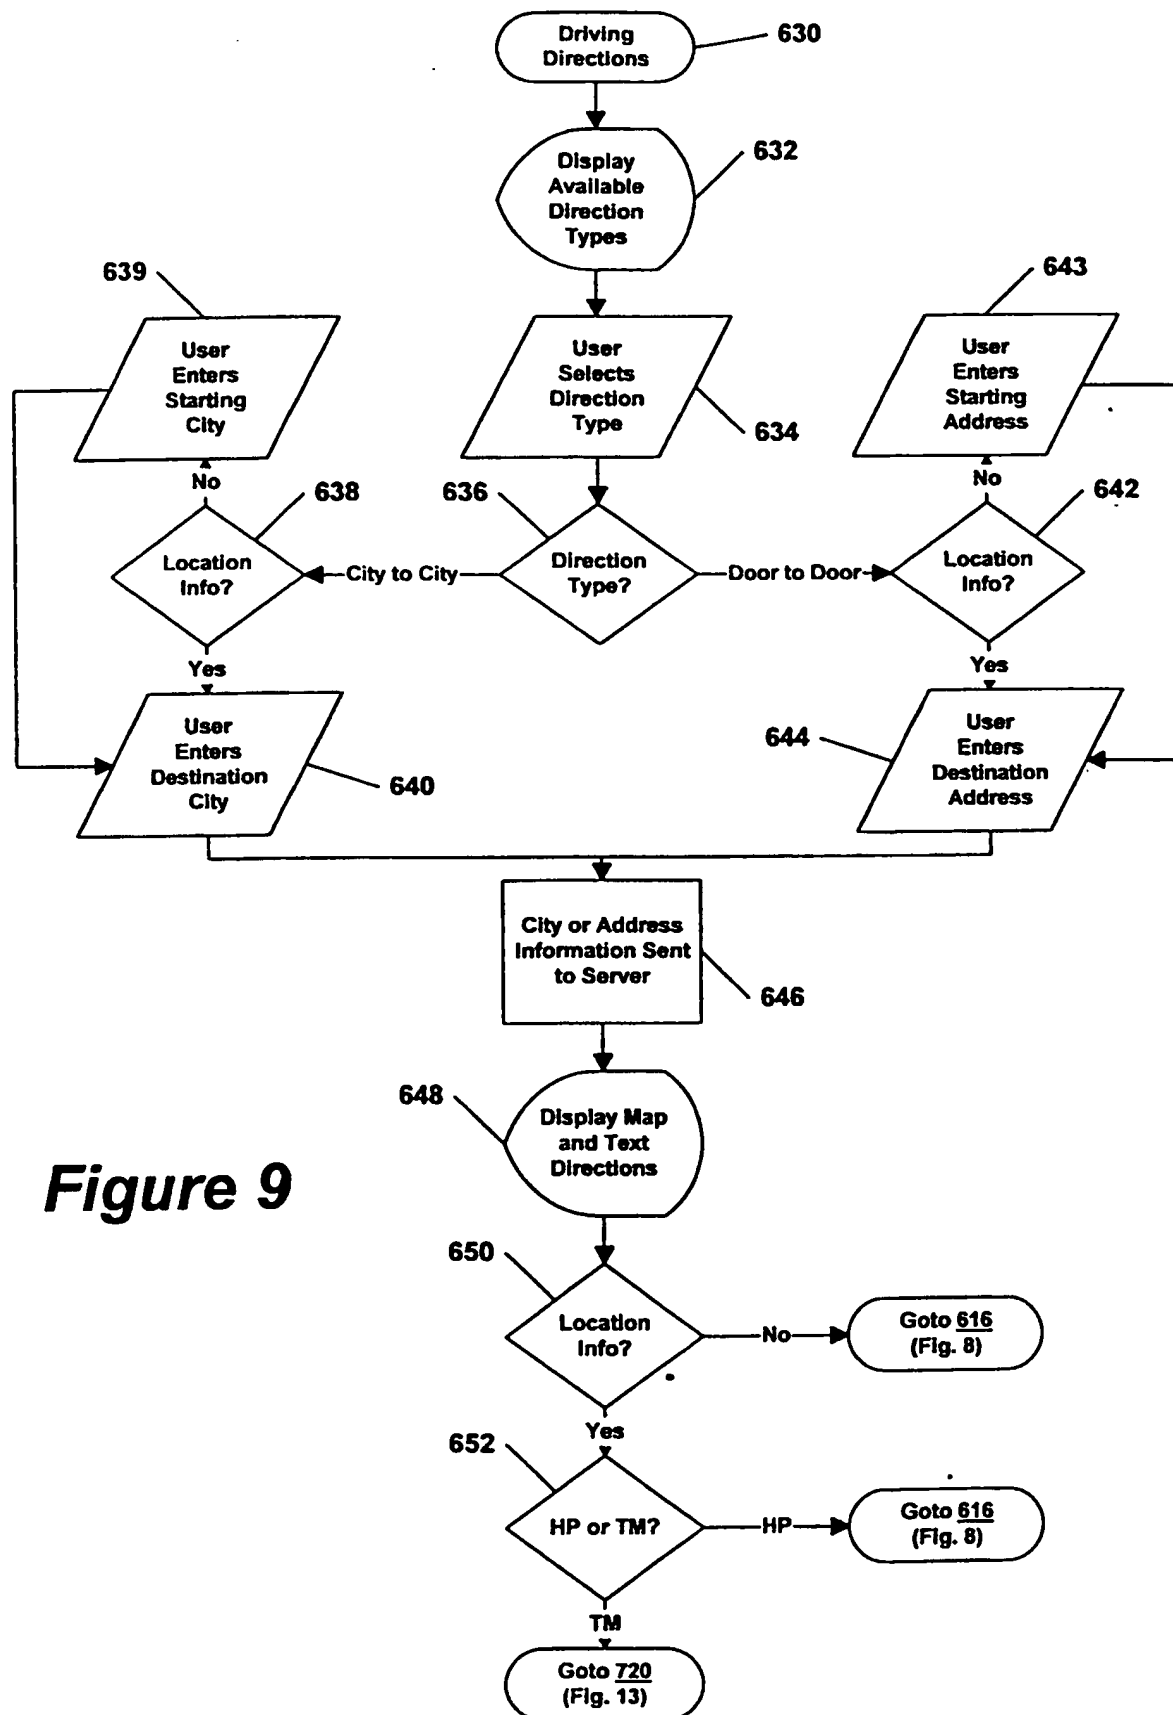 Driving
Directions
630
Display
Available
Direction
Types
632
639
643
User
Enters
Starting
City
User
Selects
Direction
Type
634
User
Enters
Starting
Address
No
638
636
No
642
Location
Info?
City to City
Direction
Type?
Door to Door
Location
Info?
Yes
Yes
User
Enters
Destination
City
640
644
User
Enters
Destination
Address
City or Address
Information Sent
to Server
646
648
Display Map
and Text
Directions
Figure 9
650
Location
Info?
No
Goto 616
(Fig. 8)
Yes
652
HP or TM?
HP
Goto 616
(Fig. 8)
TM
Goto 720
(Fig. 13)